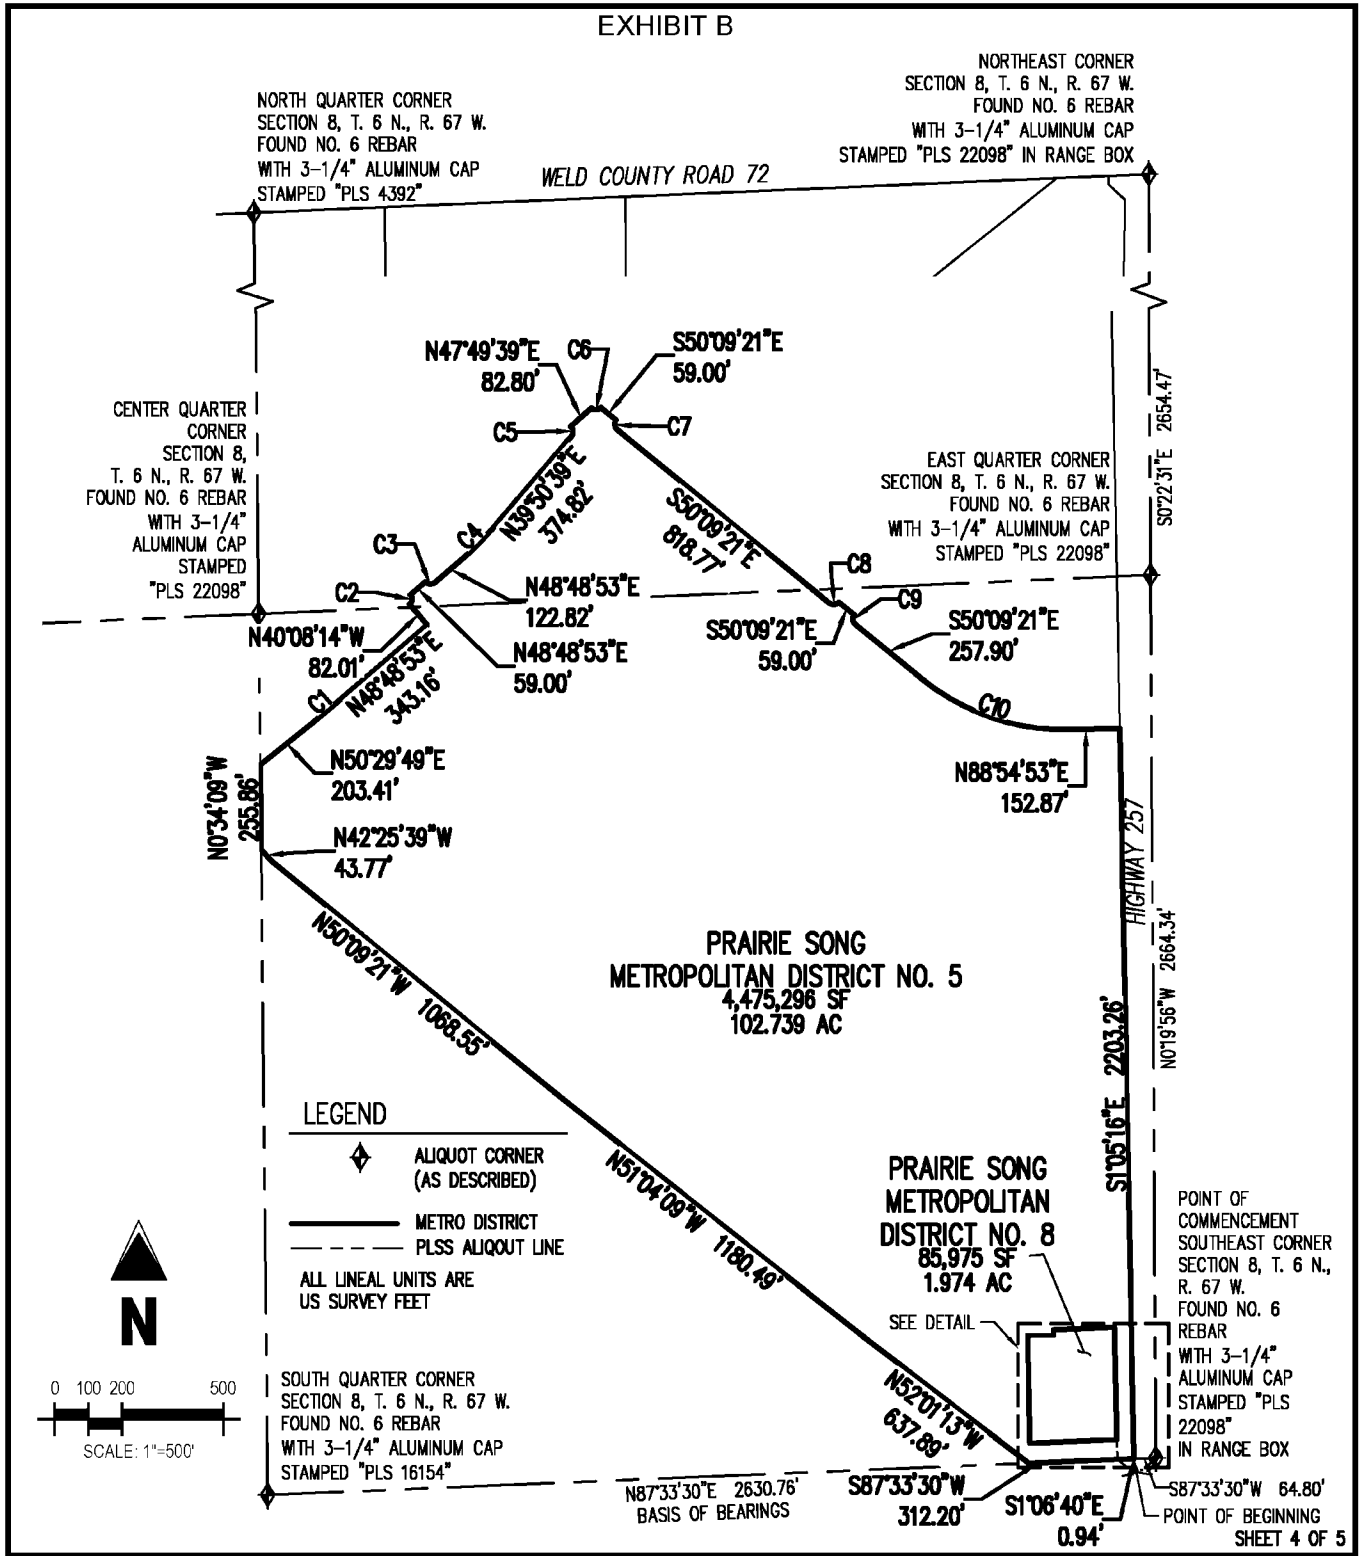 EXHIBIT B
NORTH QUARTER CORNER
SECTION 8, T. 6 N., R. 67 W.
FOUND NO. 6 REBAR
WITH 3-1/4" ALUMINUM CAP
STAMPED "PLS 4392"
NORTHEAST CORNER
SECTION 8, T. 6 N., R. 67 W.
FOUND NO. 6 REBAR
WITH 3-1/4" ALUMINUM CAP
STAMPED "PLS 22098" IN RANGE BOX
WELD COUNTY ROAD 72
N47°49'39"E
82.80'
C6
S50°09'21"E
59.00'
C5
C7
CENTER QUARTER
CORNER
SECTION 8,
T. 6 N., R. 67 W.
FOUND NO. 6 REBAR
WITH 3-1/4"
ALUMINUM CAP
STAMPED
"PLS 22098"
S0°22'31"E 2654.47'
EAST QUARTER CORNER
SECTION 8, T. 6 N., R. 67 W.
FOUND NO. 6 REBAR
WITH 3-1/4" ALUMINUM CAP
STAMPED "PLS 22098"
N39°50'39"E
374.82'
S50°09'21"E
818.77'
C4
C3
C2
C8
C9
N48°48'53"E
122.82'
N40°08'14"W
82.01'
N48°48'53"E
59.00'
S50°09'21"E
59.00'
S50°09'21"E
257.90'
C1
N48°48'53"E
343.16'
C10
N50°29'49"E
203.41'
N88°54'53"E
152.87'
N0°34'09"W
255.86'
N42°25'39"W
43.77'
HIGHWAY 257
N0°19'56"W 2664.34'
N50°09'21"W 1068.55'
PRAIRIE SONG
METROPOLITAN DISTRICT NO. 5
4,475,296 SF
102.739 AC
S1°05'16"E 2203.26'
LEGEND
ALIQUOT CORNER
(AS DESCRIBED)
METRO DISTRICT
PLSS ALIQOUT LINE
ALL LINEAL UNITS ARE
US SURVEY FEET
N51°04'09"W 1180.49'
PRAIRIE SONG
METROPOLITAN
DISTRICT NO. 8
85,975 SF
1.974 AC
SEE DETAIL
POINT OF
COMMENCEMENT
SOUTHEAST CORNER
SECTION 8, T. 6 N.,
R. 67 W.
FOUND NO. 6
REBAR
WITH 3-1/4"
ALUMINUM CAP
STAMPED "PLS
22098"
IN RANGE BOX
N
0 100 200 500
SCALE: 1"=500'
SOUTH QUARTER CORNER
SECTION 8, T. 6 N., R. 67 W.
FOUND NO. 6 REBAR
WITH 3-1/4" ALUMINUM CAP
STAMPED "PLS 16154"
N52°01'13"W
637.89'
N87°33'30"E 2630.76'
BASIS OF BEARINGS
S87°33'30"W
312.20'
S1°06'40"E
0.94'
S87°33'30"W 64.80'
POINT OF BEGINNING
SHEET 4 OF 5